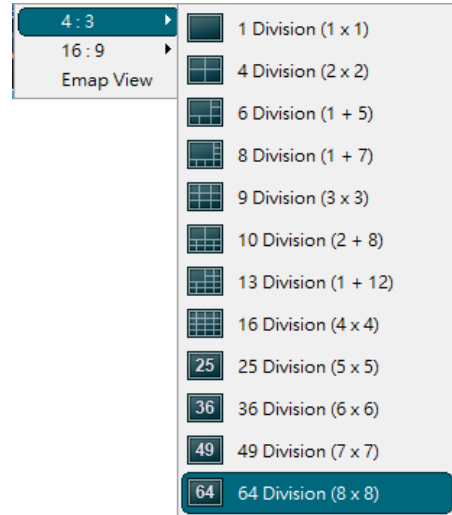 4 : 3
16 : 9
Emap View
1 Division (1 x 1)
4 Division (2 x 2)
6 Division (1 + 5)
8 Division (1 + 7)
9 Division (3 x 3)
10 Division (2 + 8)
13 Division (1 + 12)
16 Division (4 x 4)
25 25 Division (5 x 5)
36 36 Division (6 x 6)
49 49 Division (7 x 7)
64 64 Division (8 x 8)